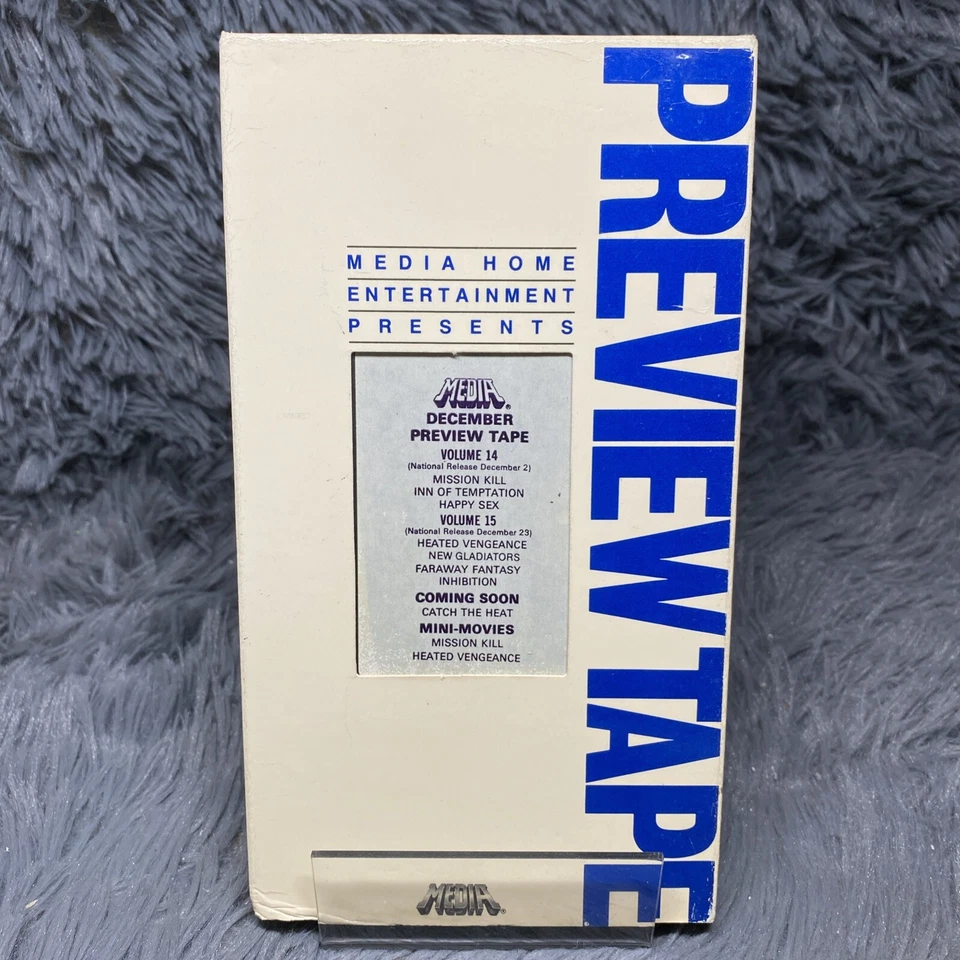 MEDIA HOME
ENTERTAINMENT
PRESENTS
MEDIA®
DECEMBER
PREVIEW TAPE
VOLUME 14
(National Release December 2)
MISSION KILL
INN OF TEMPTATION
HAPPY SEX
VOLUME 15
(National Release December 23)
HEATED VENGEANCE
NEW GLADIATORS
FARAWAY FANTASY
INHIBITION
COMING SOON
CATCH THE HEAT
MINI-MOVIES
MISSION KILL
HEATED VENGEANCE
PREVIEW TAPE
MEDIA®